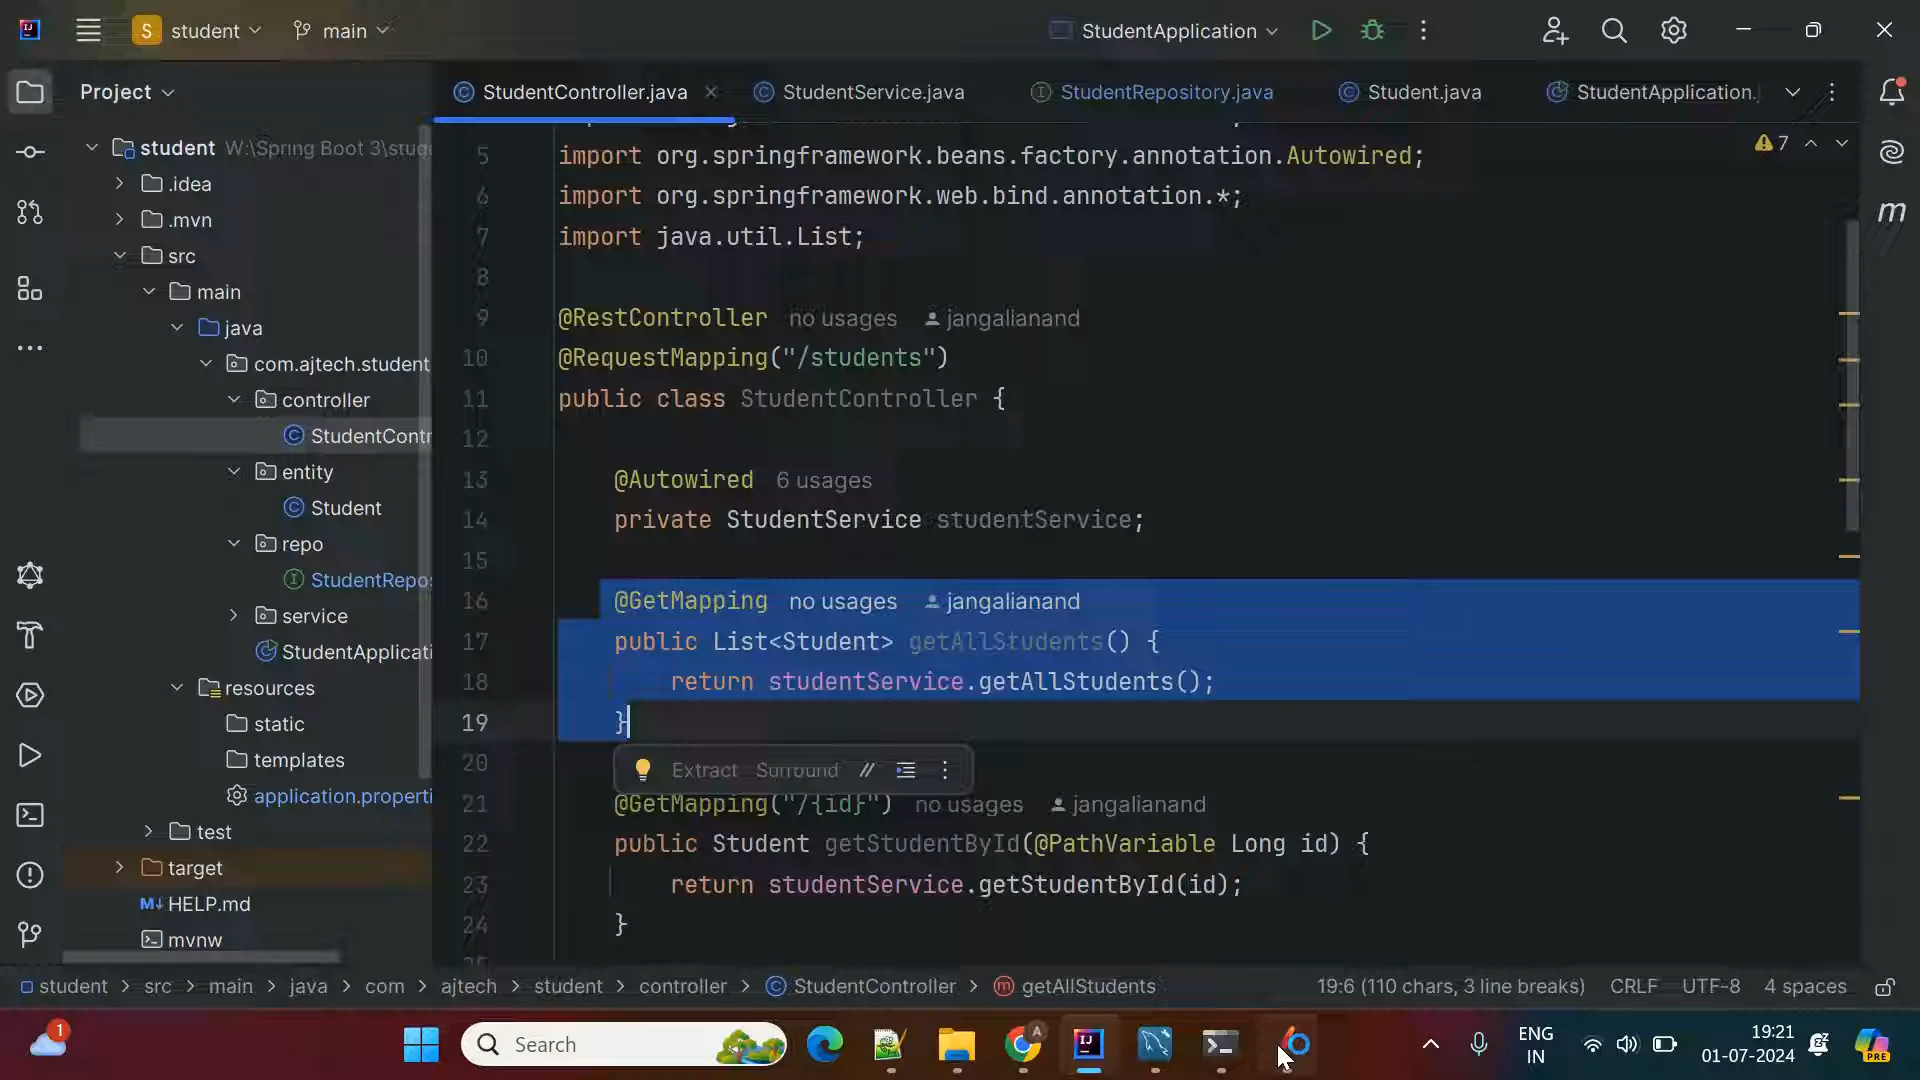 S student main StudentApplication
Project
StudentController.java StudentService.java StudentRepository.java Student.java StudentApplication.
student W:\Spring Boot 3\stude
.idea
.mvn
src
main
java
com.ajtech.student
controller
StudentContr
entity
Student
repo
StudentRepos
service
StudentApplicati
resources
static
templates
application.properti
test
target
M↓ HELP.md
mvnw
7
5 import org.springframework.beans.factory.annotation.Autowired;
6 import org.springframework.web.bind.annotation.*;
7 import java.util.List;
8
9 @RestController no usages jangalianand
10 @RequestMapping("/students")
11 public class StudentController {
12
13 @Autowired 6 usages
14 private StudentService studentService;
15
16 @GetMapping no usages jangalianand
17 public List<Student> getAllStudents() {
18 return studentService.getAllStudents();
19 }
20 Extract Surround
21 @GetMapping("/{id}") no usages jangalianand
22 public Student getStudentById(@PathVariable Long id) {
23 return studentService.getStudentById(id);
24 }
student > src > main > java > com > ajtech > student > controller > StudentController > getAllStudents 19:6 (110 chars, 3 line breaks) CRLF UTF-8 4 spaces
1 Search ENG 19:21
IN 01-07-2024
PRE